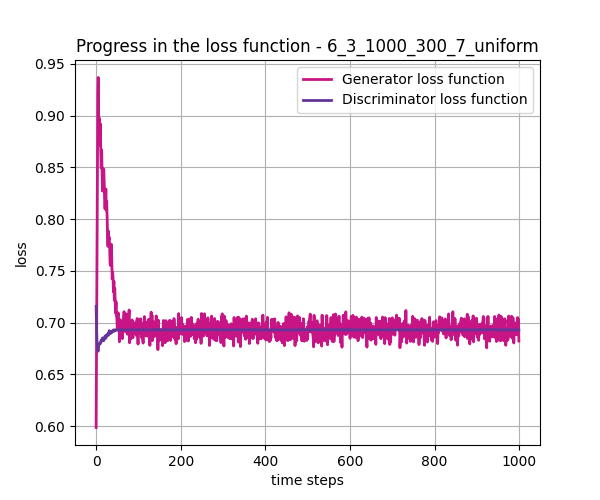 Progress in the loss function - 6_3_1000_300_7_uniform
Generator loss function
Discriminator loss function
0.95
0.90
0.85
0.80
0.75
0.70
0.65
0.60
loss
0 200 400 600 800 1000
time steps